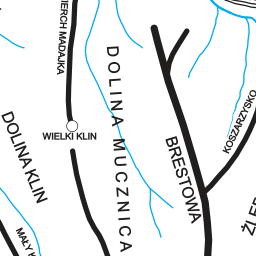 WIERCH MADAJKA
DOLINA MUCZNICA
WIELKI KLIN
DOLINA KLIN
BRESTOWA
KOSZARZYSKO
MAŁY